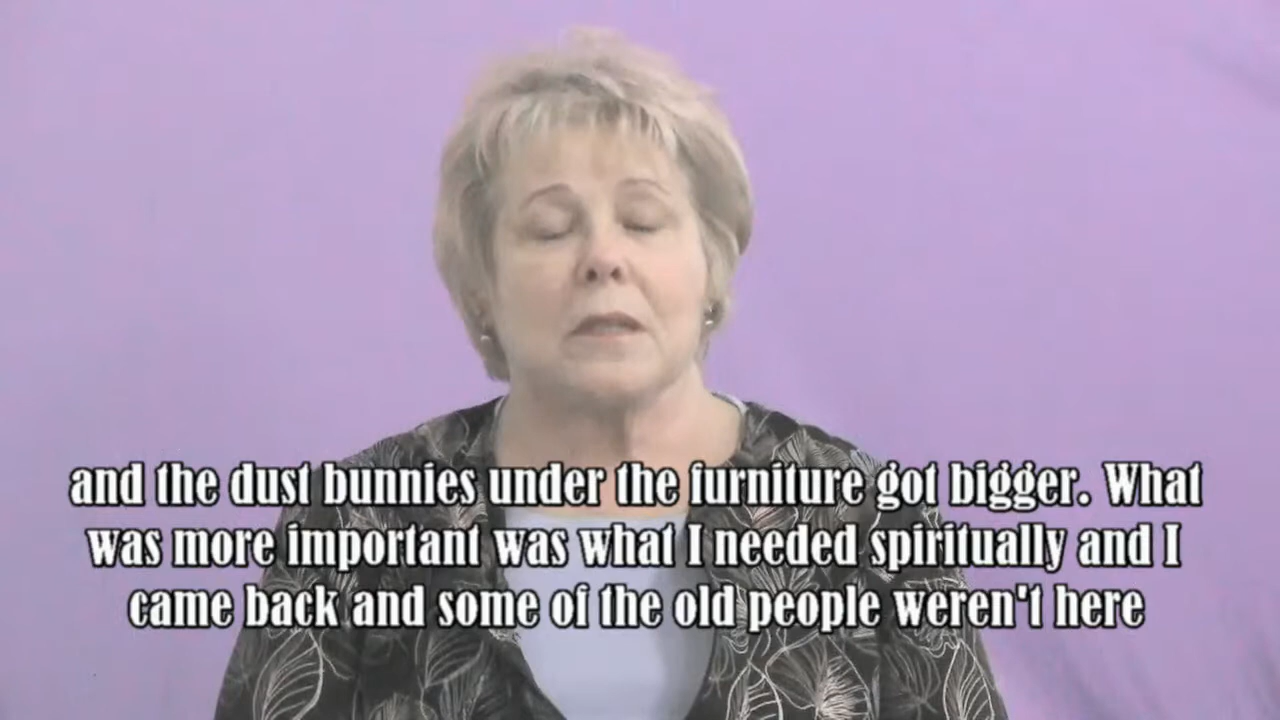 and the dust bunnies under the furniture got bigger. What
was more important was what I needed spiritually and I
came back and some of the old people weren't here